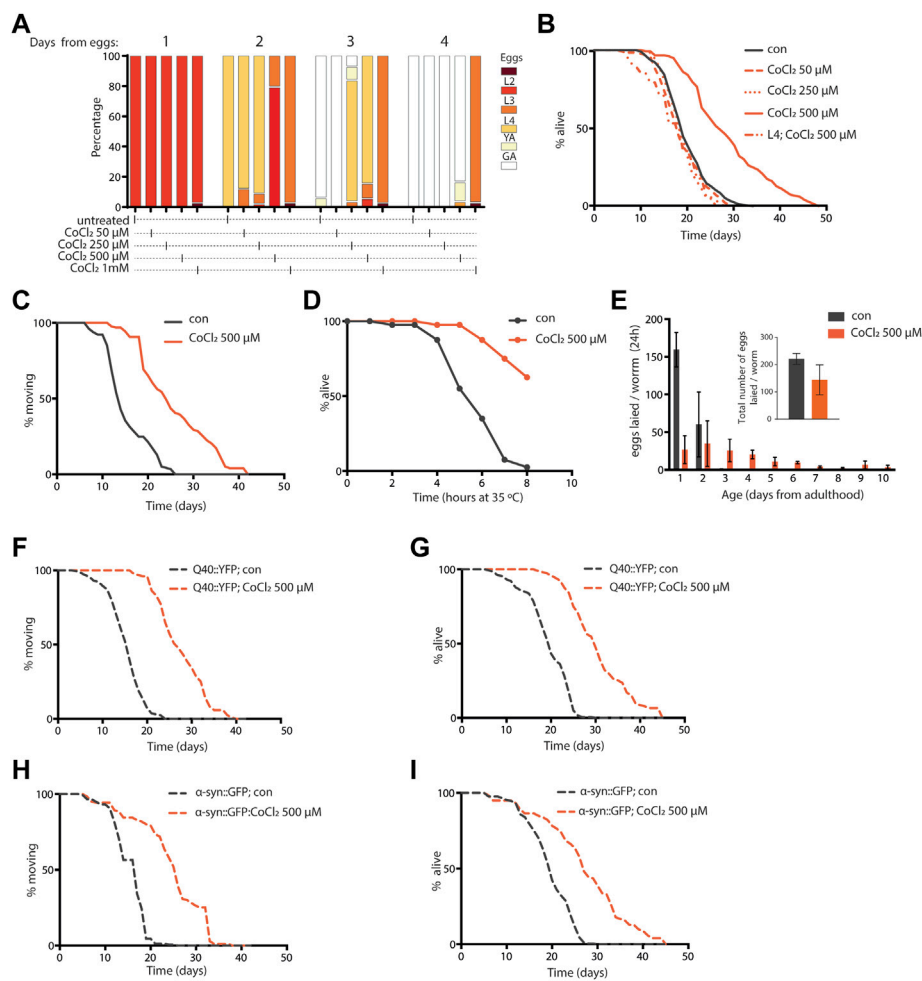 A
Days from eggs: 1 2 3 4
Eggs
L2
L3
L4
YA
GA
Percentage
100
80
60
40
20
0
untreated
CoCl₂ 50 μM
CoCl₂ 250 μM
CoCl₂ 500 μM
CoCl₂ 1mM
B
% alive
100
50
0
0 10 20 30 40 50
Time (days)
con
CoCl₂ 50 μM
CoCl₂ 250 μM
CoCl₂ 500 μM
L4; CoCl₂ 500 μM
C
% moving
100
50
0
0 10 20 30 40 50
Time (days)
con
CoCl₂ 500 μM
D
% alive
100
50
0
0 2 4 6 8 10
Time (hours at 35 ºC)
con
CoCl₂ 500 μM
E
eggs laied / worrm (24h)
200
150
100
50
0
1 2 3 4 5 6 7 8 9 10
Age (days from adulthood)
con
CoCl₂ 500 μM
Total number of eggs
laied / worm
300
200
100
0
F
% moving
100
50
0
0 10 20 30 40 50
Time (days)
Q40::YFP; con
Q40::YFP; CoCl₂ 500 μM
G
% alive
100
50
0
0 10 20 30 40 50
Time (days)
Q40::YFP; con
Q40::YFP; CoCl₂ 500 μM
H
% moving
100
50
0
0 10 20 30 40 50
Time (days)
α-syn::GFP; con
α-syn::GFP:CoCl₂ 500 μM
I
% alive
100
50
0
0 10 20 30 40 50
Time (days)
α-syn::GFP; con
α-syn::GFP; CoCl₂ 500 μM